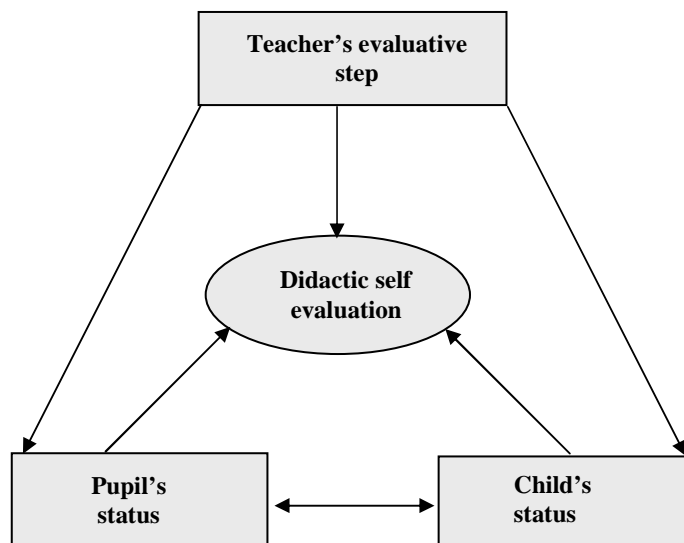 Teacher’s evaluative
step
Didactic self
evaluation
Pupil’s
status
Child’s
status